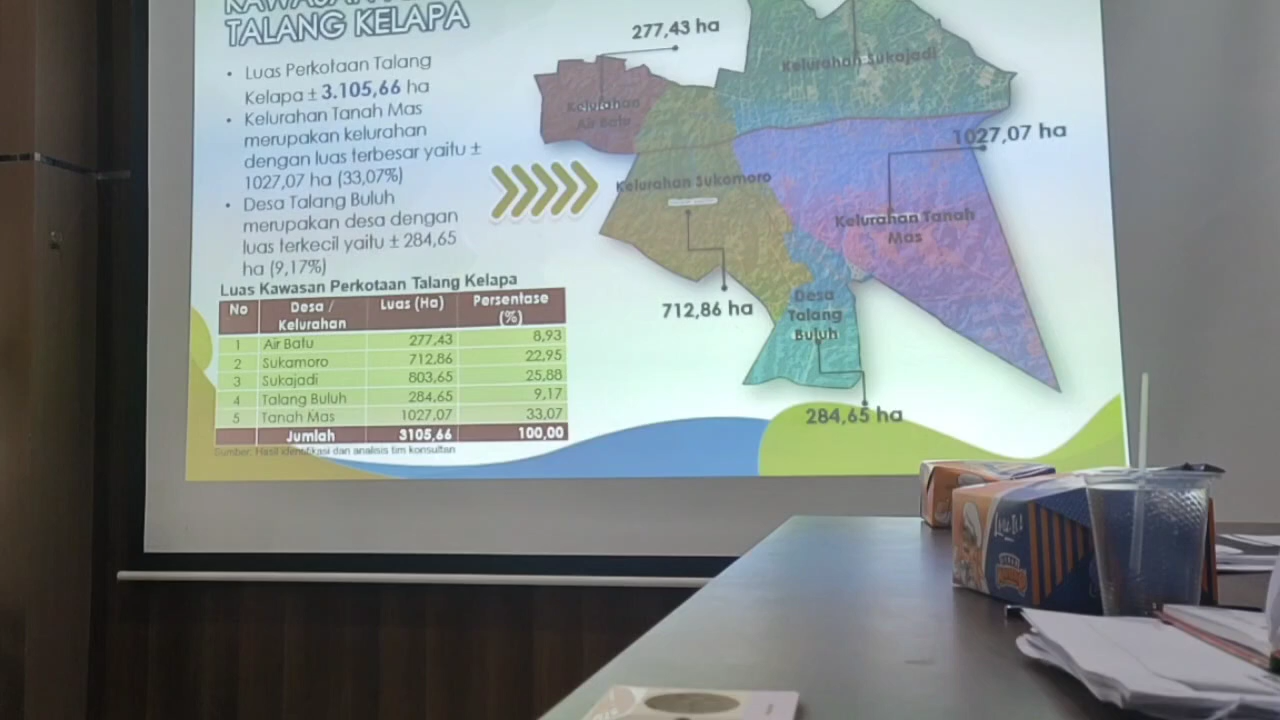 TALANG KELAPA
• Luas Perkotaan Talang
Kelapa ± 3.105,66 ha
• Kelurahan Tanah Mas
merupakan kelurahan
dengan luas terbesar yaitu ±
1027,07 ha (33,07%)
• Desa Talang Buluh
merupakan desa dengan
luas terkecil yaitu ± 284,65
ha (9,17%)
Luas Kawasan Perkotaan Talang Kelapa
No Desa / Kelurahan Luas (Ha) Persentase (%)
1 Air Batu 277,43 8,93
2 Sukamoro 712,86 22,95
3 Sukajadi 803,65 25,88
4 Talang Buluh 284,65 9,17
5 Tanah Mas 1027,07 33,07
Jumlah 3105,66 100,00
Sumber: Hasil identifikasi dan analisis tim konsultan
277,43 ha
Kelurahan Sukajadi
Kelurahan
Air Batu
1027,07 ha
Kelurahan Sukomoro
Kelurahan Tanah
Mas
712,86 ha
Desa
Talang
Buluh
284,65 ha